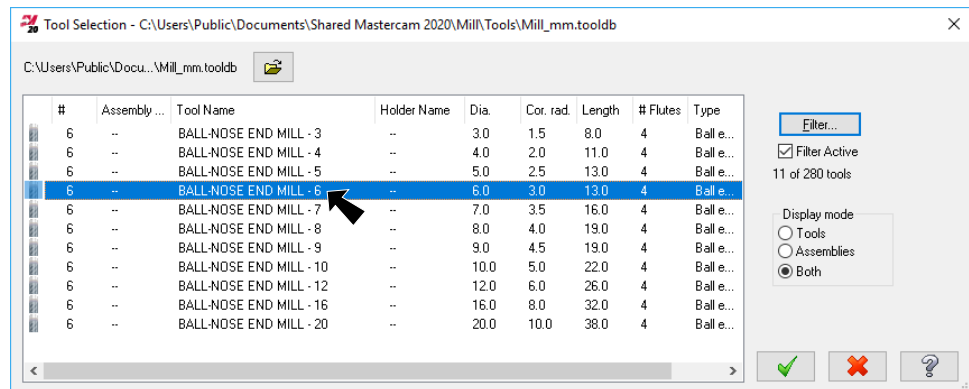 20 Tool Selection - C:\Users\Public\Documents\Shared Mastercam 2020\Mill\Tools\Mill_mm.tooldb
C:\Users\Public\Docu...\Mill_mm.tooldb
# Assembly ... Tool Name Holder Name Dia. Cor. rad. Length # Flutes Type
6 -- BALL-NOSE END MILL - 3 -- 3.0 1.5 8.0 4 Ball e...
6 -- BALL-NOSE END MILL - 4 -- 4.0 2.0 11.0 4 Ball e...
6 -- BALL-NOSE END MILL - 5 -- 5.0 2.5 13.0 4 Ball e...
6 -- BALL-NOSE END MILL - 6 -- 6.0 3.0 13.0 4 Ball e...
6 -- BALL-NOSE END MILL - 7 -- 7.0 3.5 16.0 4 Ball e...
6 -- BALL-NOSE END MILL - 8 -- 8.0 4.0 19.0 4 Ball e...
6 -- BALL-NOSE END MILL - 9 -- 9.0 4.5 19.0 4 Ball e...
6 -- BALL-NOSE END MILL - 10 -- 10.0 5.0 22.0 4 Ball e...
6 -- BALL-NOSE END MILL - 12 -- 12.0 6.0 26.0 4 Ball e...
6 -- BALL-NOSE END MILL - 16 -- 16.0 8.0 32.0 4 Ball e...
6 -- BALL-NOSE END MILL - 20 -- 20.0 10.0 38.0 4 Ball e...
Filter...
Filter Active
11 of 280 tools
Display mode
Tools
Assemblies
Both